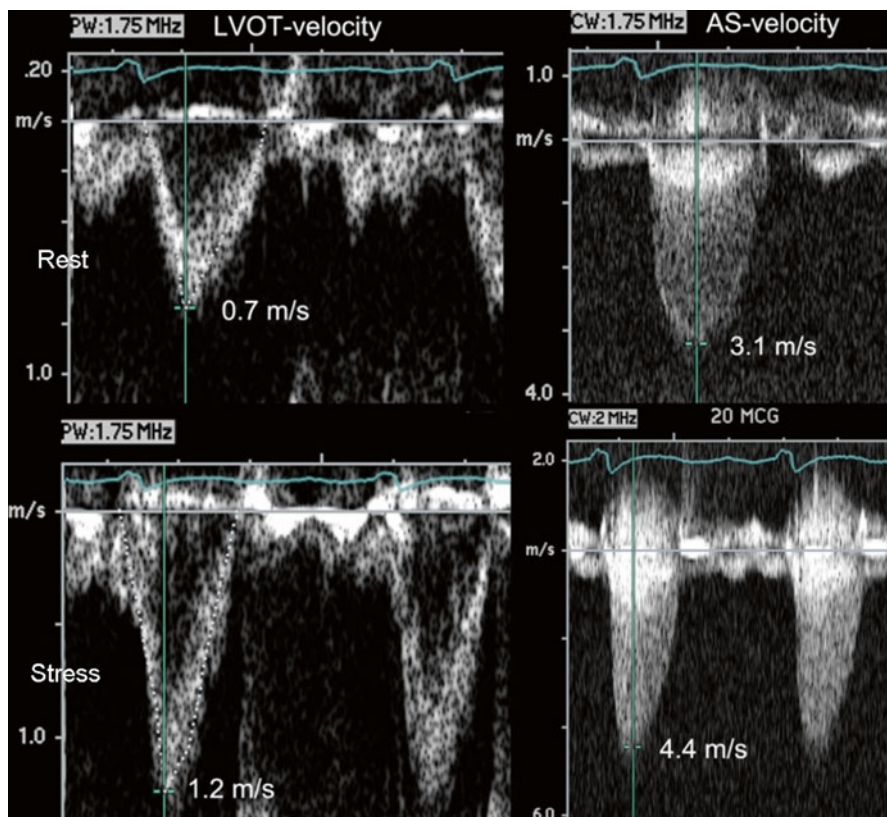 PW:1.75 MHz LVOT-velocity
.20
m/s
Rest
0.7 m/s
1.0
CW:1.75 MHz AS-velocity
1.0
m/s
3.1 m/s
4.0
PW:1.75 MHz
m/s
Stress
1.0
1.2 m/s
CW:2 MHz 20 MCG
2.0
m/s
4.4 m/s
6.0